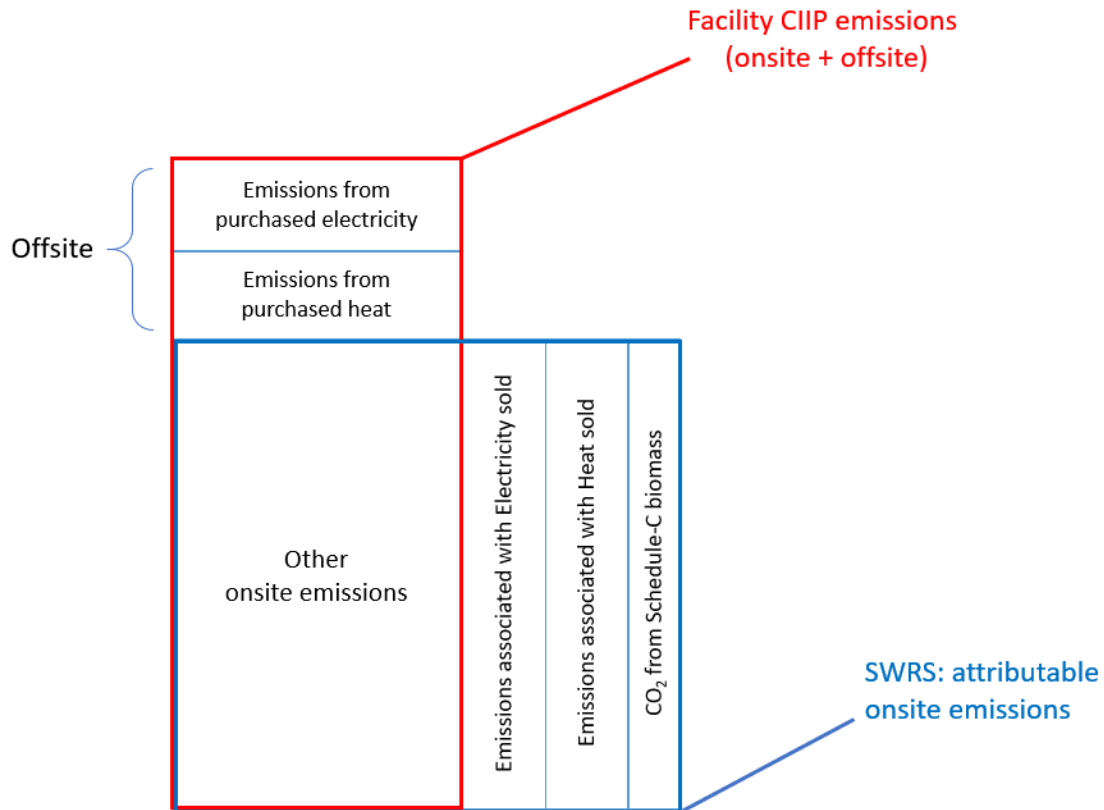 Facility CIIP emissions
(onsite + offsite)
Emissions from
purchased electricity
Offsite
Emissions from
purchased heat
Other
onsite emissions
Emissions associated with Electricity sold
Emissions associated with Heat sold
CO₂ from Schedule-C biomass
SWRS: attributable
onsite emissions